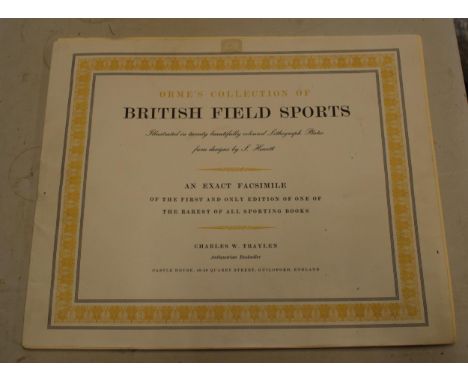 ORME'S COLLECTION OF
BRITISH FIELD SPORTS
Illustrated in twenty beautifully coloured Lithograph Plates
from designs by S. Howitt
AN EXACT FACSIMILE
OF THE FIRST AND ONLY EDITION OF ONE OF
THE RAREST OF ALL SPORTING BOOKS
CHARLES W. TRAYLEN
Antiquarian Bookseller
CASTLE HOUSE, 49-50 QUARRY STREET, GUILDFORD, ENGLAND